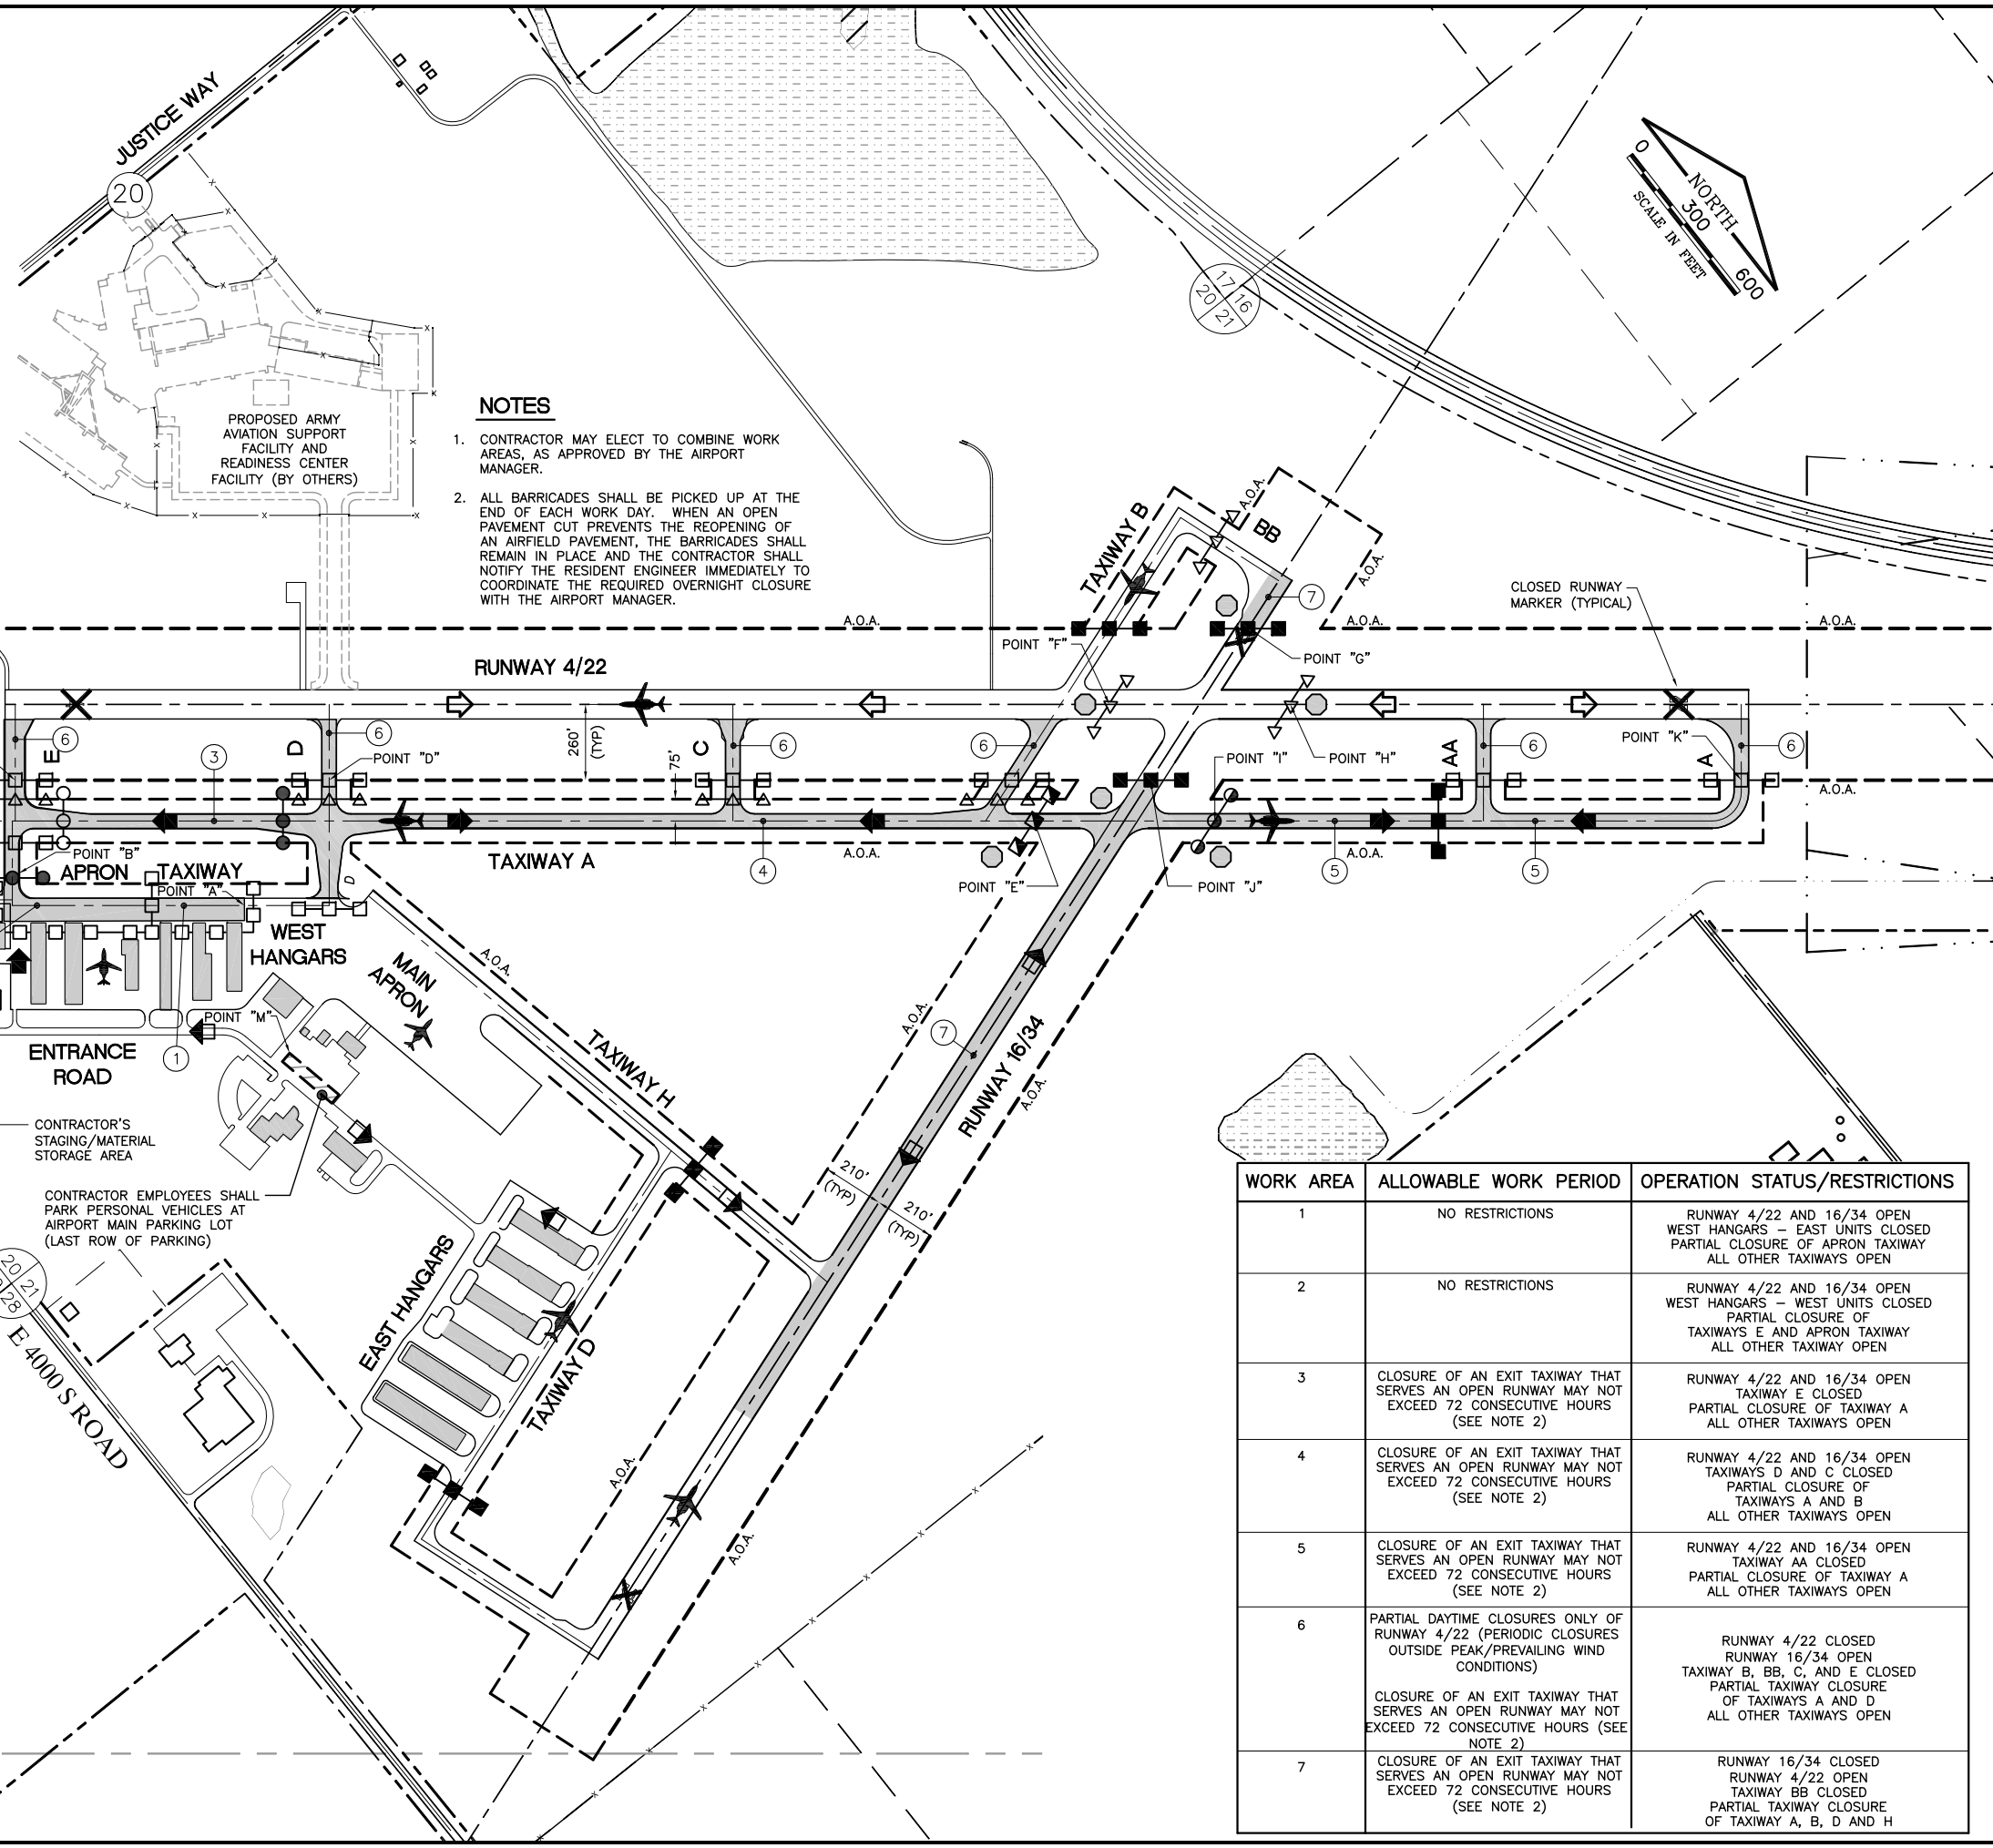 JUSTICE WAY
20
PROPOSED ARMY
AVIATION SUPPORT
FACILITY AND
READINESS CENTER
FACILITY (BY OTHERS)
NOTES
1. CONTRACTOR MAY ELECT TO COMBINE WORK
AREAS, AS APPROVED BY THE AIRPORT
MANAGER.
2. ALL BARRICADES SHALL BE PICKED UP AT THE
END OF EACH WORK DAY. WHEN AN OPEN
PAVEMENT CUT PREVENTS THE REOPENING OF
AN AIRFIELD PAVEMENT, THE BARRICADES SHALL
REMAIN IN PLACE AND THE CONTRACTOR SHALL
NOTIFY THE RESIDENT ENGINEER IMMEDIATELY TO
COORDINATE THE REQUIRED OVERNIGHT CLOSURE
WITH THE AIRPORT MANAGER.
17 16
20 21
NORTH
0 300 600
SCALE IN FEET
TAXIWAY B
A.O.A.
BB
A.O.A.
7
CLOSED RUNWAY
MARKER (TYPICAL)
A.O.A.
A.O.A.
A.O.A.
POINT "F"
POINT "G"
RUNWAY 4/22
6
E
3
D
6
POINT "D"
260'
(TYP)
75'
C
6
6
POINT "I"
POINT "H"
AA
6
POINT "K"
A
6
A.O.A.
POINT "B"
APRON TAXIWAY
POINT "A"
D
TAXIWAY A
4
A.O.A.
POINT "E"
POINT "J"
5
A.O.A.
5
WEST
HANGARS
MAIN
APRON
A.O.A.
POINT "M"
ENTRANCE
ROAD
1
TAXIWAY H
A.O.A.
7
RUNWAY 16/34
A.O.A.
CONTRACTOR'S
STAGING/MATERIAL
STORAGE AREA
CONTRACTOR EMPLOYEES SHALL
PARK PERSONAL VEHICLES AT
AIRPORT MAIN PARKING LOT
(LAST ROW OF PARKING)
210'
(TYP)
210'
(TYP)
20 21
28
E 4000 S ROAD
EAST HANGARS
TAXIWAY D
A.O.A.
A.O.A.
WORK AREA ALLOWABLE WORK PERIOD OPERATION STATUS/RESTRICTIONS
1
NO RESTRICTIONS
RUNWAY 4/22 AND 16/34 OPEN
WEST HANGARS – EAST UNITS CLOSED
PARTIAL CLOSURE OF APRON TAXIWAY
ALL OTHER TAXIWAYS OPEN
2
NO RESTRICTIONS
RUNWAY 4/22 AND 16/34 OPEN
WEST HANGARS – WEST UNITS CLOSED
PARTIAL CLOSURE OF
TAXIWAYS E AND APRON TAXIWAY
ALL OTHER TAXIWAY OPEN
3
CLOSURE OF AN EXIT TAXIWAY THAT
SERVES AN OPEN RUNWAY MAY NOT
EXCEED 72 CONSECUTIVE HOURS
(SEE NOTE 2)
RUNWAY 4/22 AND 16/34 OPEN
TAXIWAY E CLOSED
PARTIAL CLOSURE OF TAXIWAY A
ALL OTHER TAXIWAYS OPEN
4
CLOSURE OF AN EXIT TAXIWAY THAT
SERVES AN OPEN RUNWAY MAY NOT
EXCEED 72 CONSECUTIVE HOURS
(SEE NOTE 2)
RUNWAY 4/22 AND 16/34 OPEN
TAXIWAYS D AND C CLOSED
PARTIAL CLOSURE OF
TAXIWAYS A AND B
ALL OTHER TAXIWAYS OPEN
5
CLOSURE OF AN EXIT TAXIWAY THAT
SERVES AN OPEN RUNWAY MAY NOT
EXCEED 72 CONSECUTIVE HOURS
(SEE NOTE 2)
RUNWAY 4/22 AND 16/34 OPEN
TAXIWAY AA CLOSED
PARTIAL CLOSURE OF TAXIWAY A
ALL OTHER TAXIWAYS OPEN
6
PARTIAL DAYTIME CLOSURES ONLY OF
RUNWAY 4/22 (PERIODIC CLOSURES
OUTSIDE PEAK/PREVAILING WIND
CONDITIONS)
CLOSURE OF AN EXIT TAXIWAY THAT
SERVES AN OPEN RUNWAY MAY NOT
EXCEED 72 CONSECUTIVE HOURS (SEE
NOTE 2)
RUNWAY 4/22 CLOSED
RUNWAY 16/34 OPEN
TAXIWAY B, BB, C, AND E CLOSED
PARTIAL TAXIWAY CLOSURE
OF TAXIWAYS A AND D
ALL OTHER TAXIWAYS OPEN
7
CLOSURE OF AN EXIT TAXIWAY THAT
SERVES AN OPEN RUNWAY MAY NOT
EXCEED 72 CONSECUTIVE HOURS
(SEE NOTE 2)
RUNWAY 16/34 CLOSED
RUNWAY 4/22 OPEN
TAXIWAY BB CLOSED
PARTIAL TAXIWAY CLOSURE
OF TAXIWAY A, B, D AND H